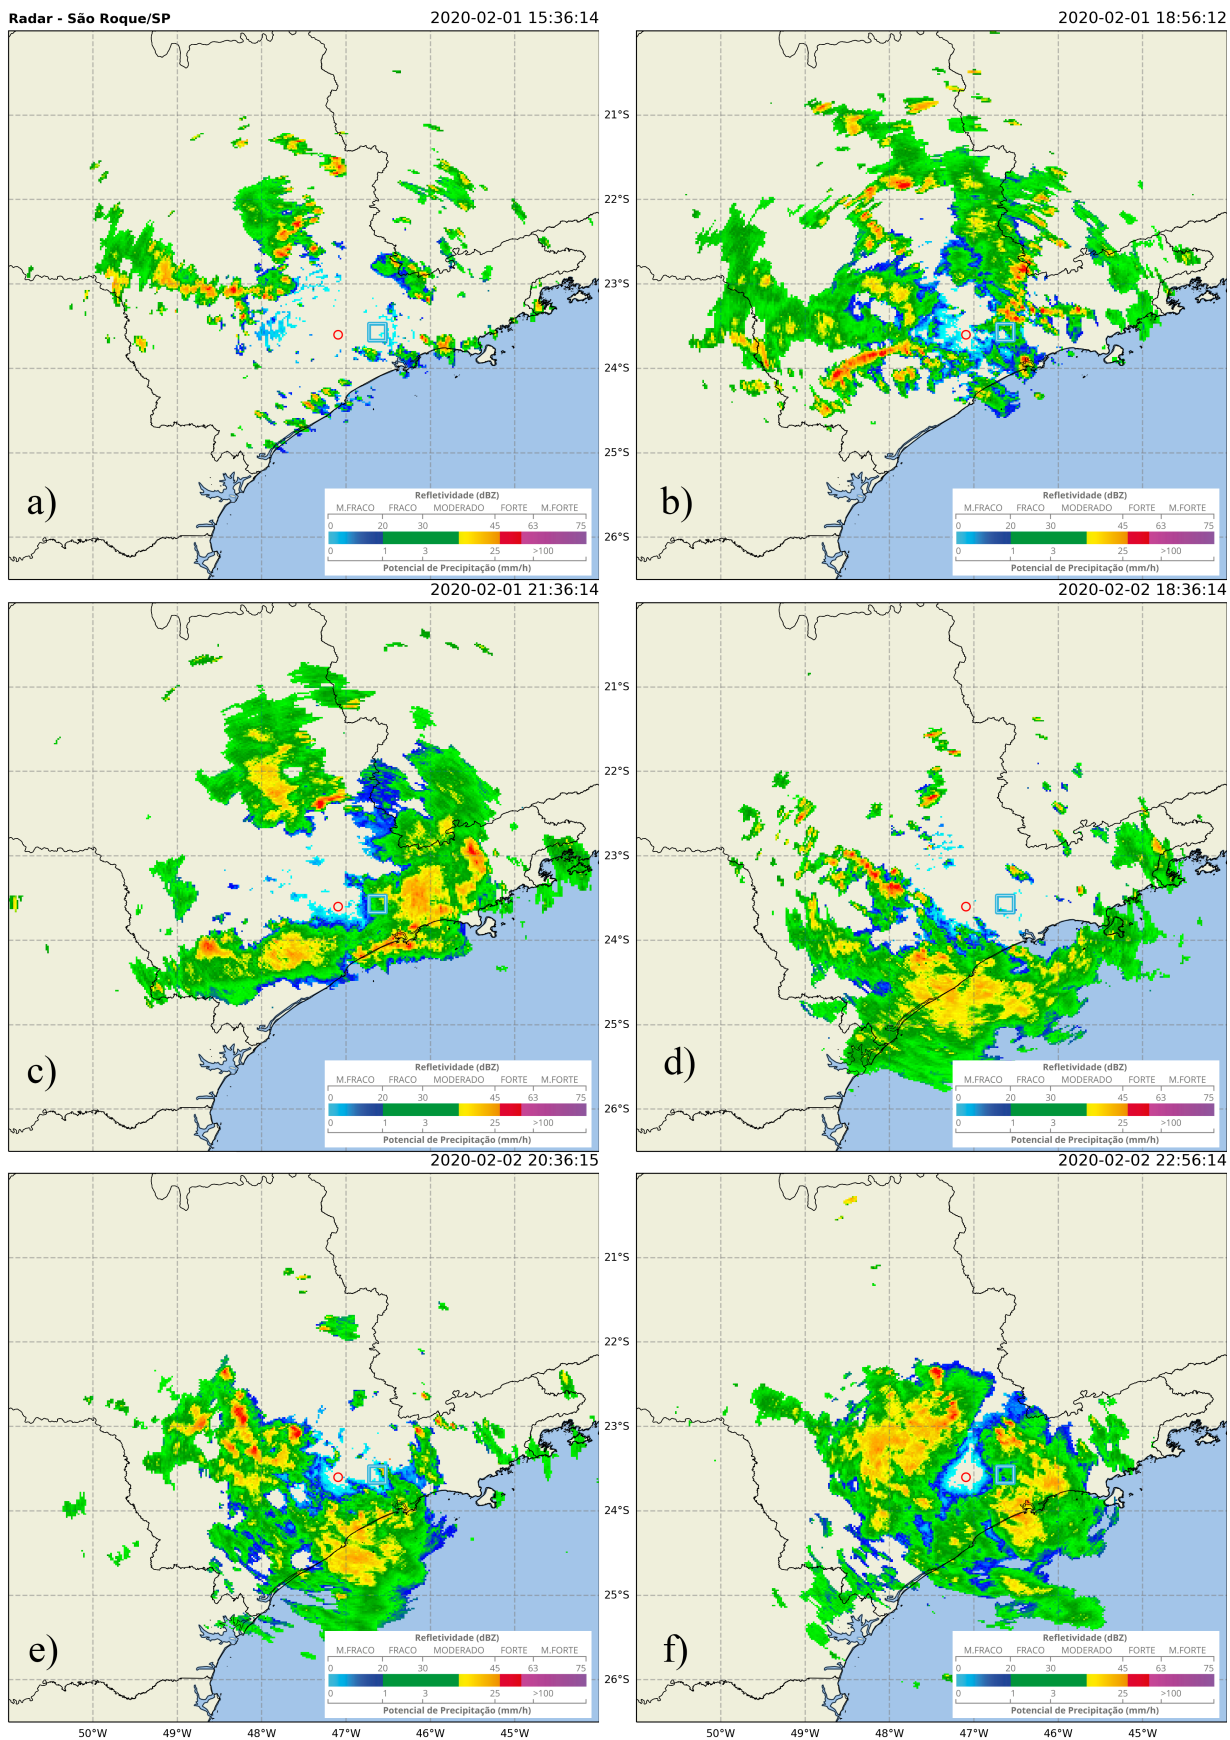 Radar - São Roque/SP 2020-02-01 15:36:14 2020-02-01 18:56:12
21°S
22°S
23°S
24°S
25°S
26°S
a)
Refletividade (dBZ)
M.FRACO FRACO MODERADO FORTE M.FORTE
0 20 30 45 63 75
0 1 3 25 >100
Potencial de Precipitação (mm/h)
b)
Refletividade (dBZ)
M.FRACO FRACO MODERADO FORTE M.FORTE
0 20 30 45 63 75
0 1 3 25 >100
Potencial de Precipitação (mm/h)
2020-02-01 21:36:14 2020-02-02 18:36:14
21°S
22°S
23°S
24°S
25°S
26°S
c)
Refletividade (dBZ)
M.FRACO FRACO MODERADO FORTE M.FORTE
0 20 30 45 63 75
0 1 3 25 >100
Potencial de Precipitação (mm/h)
d)
Refletividade (dBZ)
M.FRACO FRACO MODERADO FORTE M.FORTE
0 20 30 45 63 75
0 1 3 25 >100
Potencial de Precipitação (mm/h)
2020-02-02 20:36:15 2020-02-02 22:56:14
21°S
22°S
23°S
24°S
25°S
26°S
e)
Refletividade (dBZ)
M.FRACO FRACO MODERADO FORTE M.FORTE
0 20 30 45 63 75
0 1 3 25 >100
Potencial de Precipitação (mm/h)
f)
Refletividade (dBZ)
M.FRACO FRACO MODERADO FORTE M.FORTE
0 20 30 45 63 75
0 1 3 25 >100
Potencial de Precipitação (mm/h)
50°W 49°W 48°W 47°W 46°W 45°W 50°W 49°W 48°W 47°W 46°W 45°W